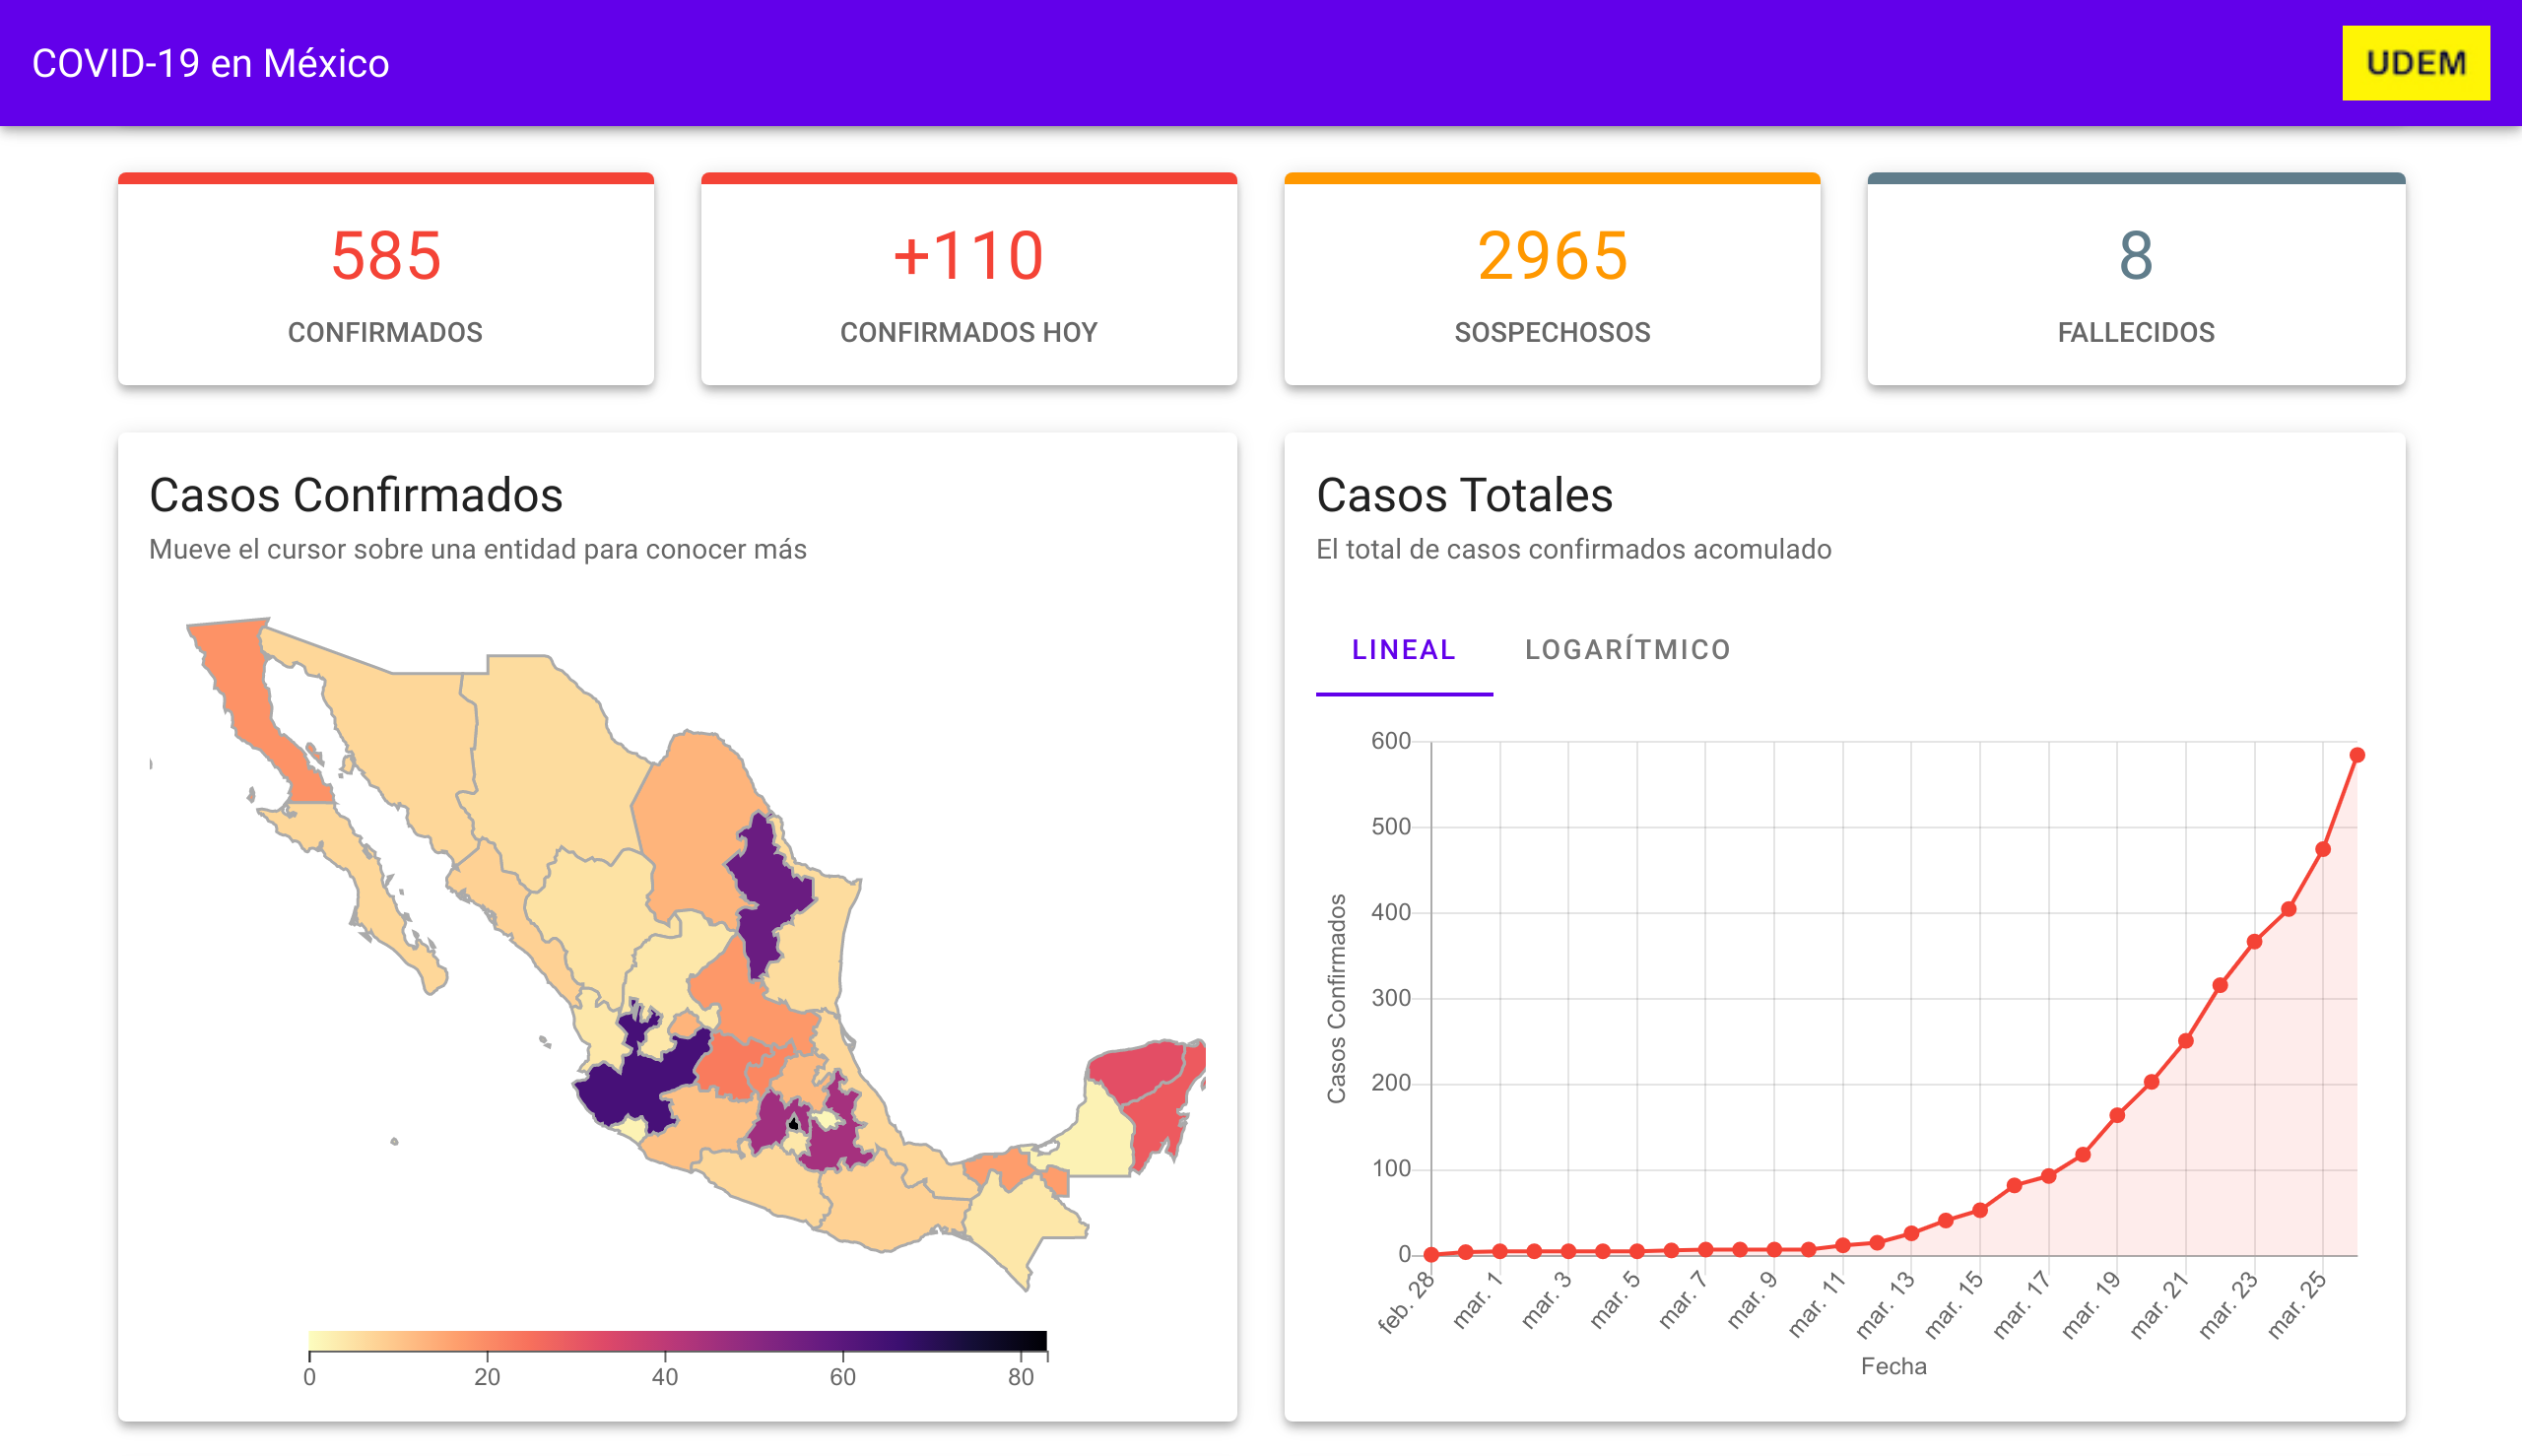 COVID-19 en México
UDEM
585
CONFIRMADOS
+110
CONFIRMADOS HOY
2965
SOSPECHOSOS
8
FALLECIDOS
Casos Confirmados
Mueve el cursor sobre una entidad para conocer más
0 20 40 60 80
Casos Totales
El total de casos confirmados acumulado
LINEAL LOGARÍTMICO
600
500
400
300
200
100
0
Casos Confirmados
feb. 28 mar. 1 mar. 3 mar. 5 mar. 7 mar. 9 mar. 11 mar. 13 mar. 15 mar. 17 mar. 19 mar. 21 mar. 23 mar. 25
Fecha